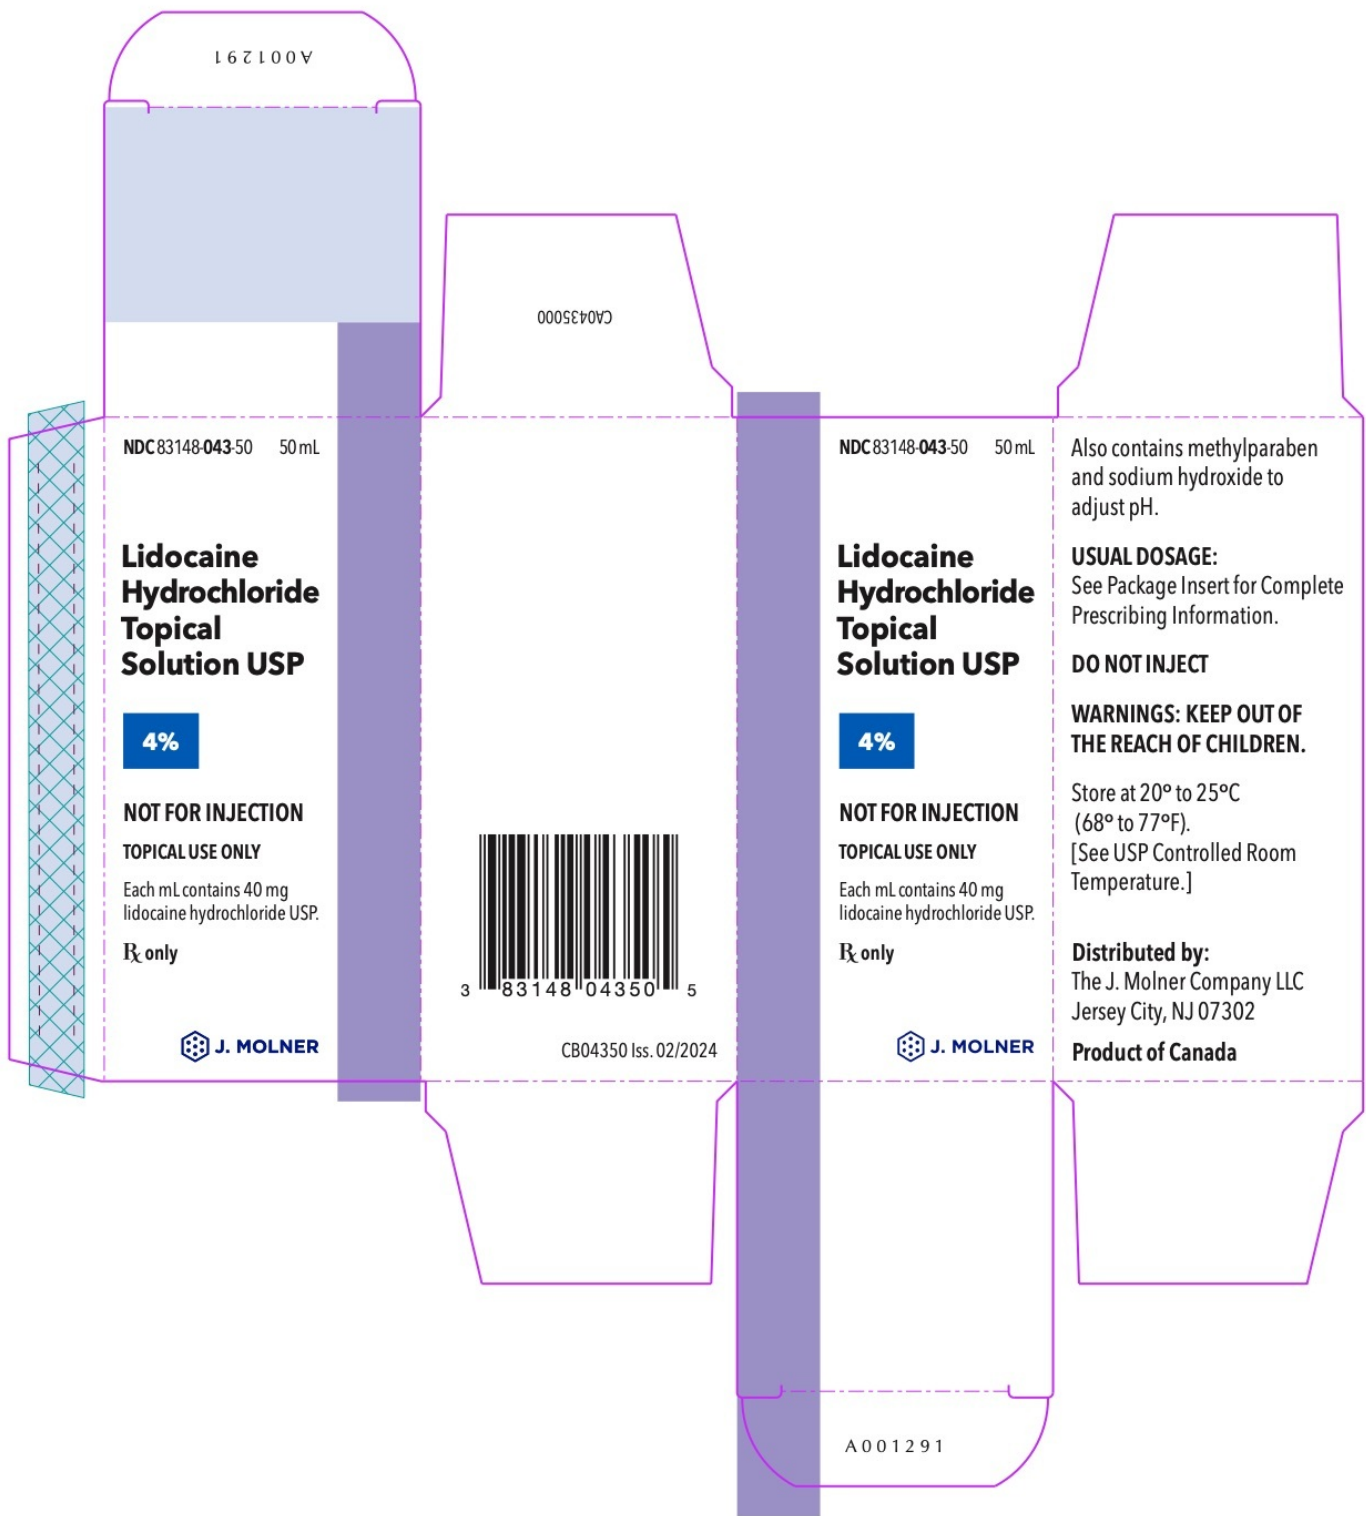 A001291
CA0435000
NDC 83148-043-50 50 mL
Lidocaine
Hydrochloride
Topical
Solution USP
4%
NOT FOR INJECTION
TOPICAL USE ONLY
Each mL contains 40 mg
lidocaine hydrochloride USP.
℞ only
J. MOLNER
3 83148 04350 5
CB04350 Iss. 02/2024
NDC 83148-043-50 50 mL
Lidocaine
Hydrochloride
Topical
Solution USP
4%
NOT FOR INJECTION
TOPICAL USE ONLY
Each mL contains 40 mg
lidocaine hydrochloride USP.
℞ only
J. MOLNER
Also contains methylparaben
and sodium hydroxide to
adjust pH.
USUAL DOSAGE:
See Package Insert for Complete
Prescribing Information.
DO NOT INJECT
WARNINGS: KEEP OUT OF
THE REACH OF CHILDREN.
Store at 20° to 25°C
(68° to 77°F).
[See USP Controlled Room
Temperature.]
Distributed by:
The J. Molner Company LLC
Jersey City, NJ 07302
Product of Canada
A001291